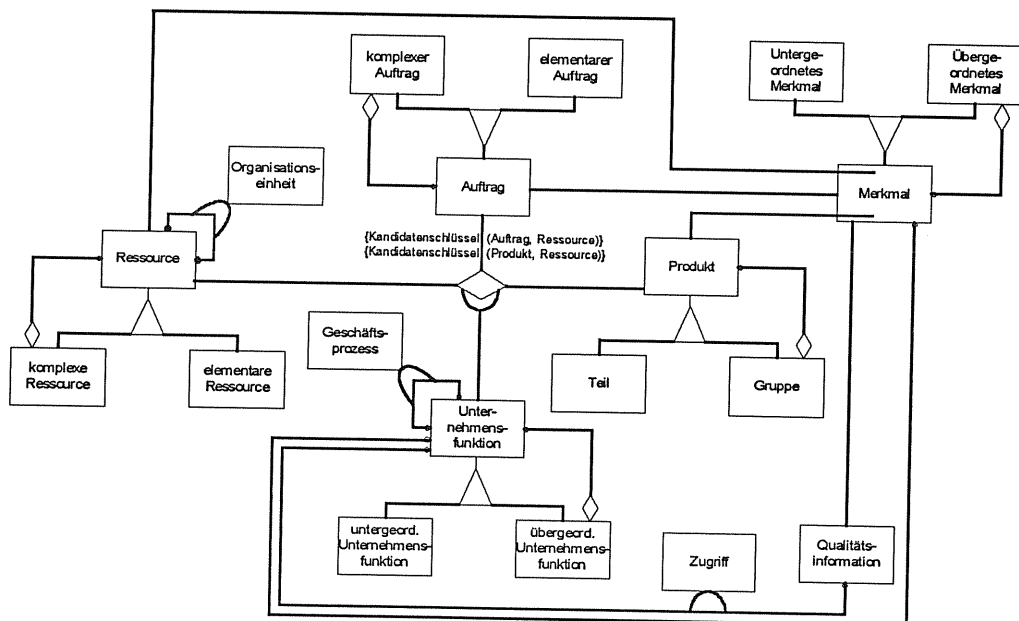 komplexer
Auftrag
elementarer
Auftrag
Unterge-
ordnetes
Merkmal
Überge-
ordnetes
Merkmal
Organisations-
einheit
Auftrag
Merkmal
{Kandidatenschlüssel (Auftrag, Ressource)}
{Kandidatenschlüssel (Produkt, Ressource)}
Ressource
Produkt
Geschäfts-
prozess
komplexe
Ressource
elementare
Ressource
Teil
Gruppe
Unter-
nehmens-
funktion
untergeord.
Unternehmens-
funktion
übergeord.
Unternehmens-
funktion
Zugriff
Qualitäts-
information